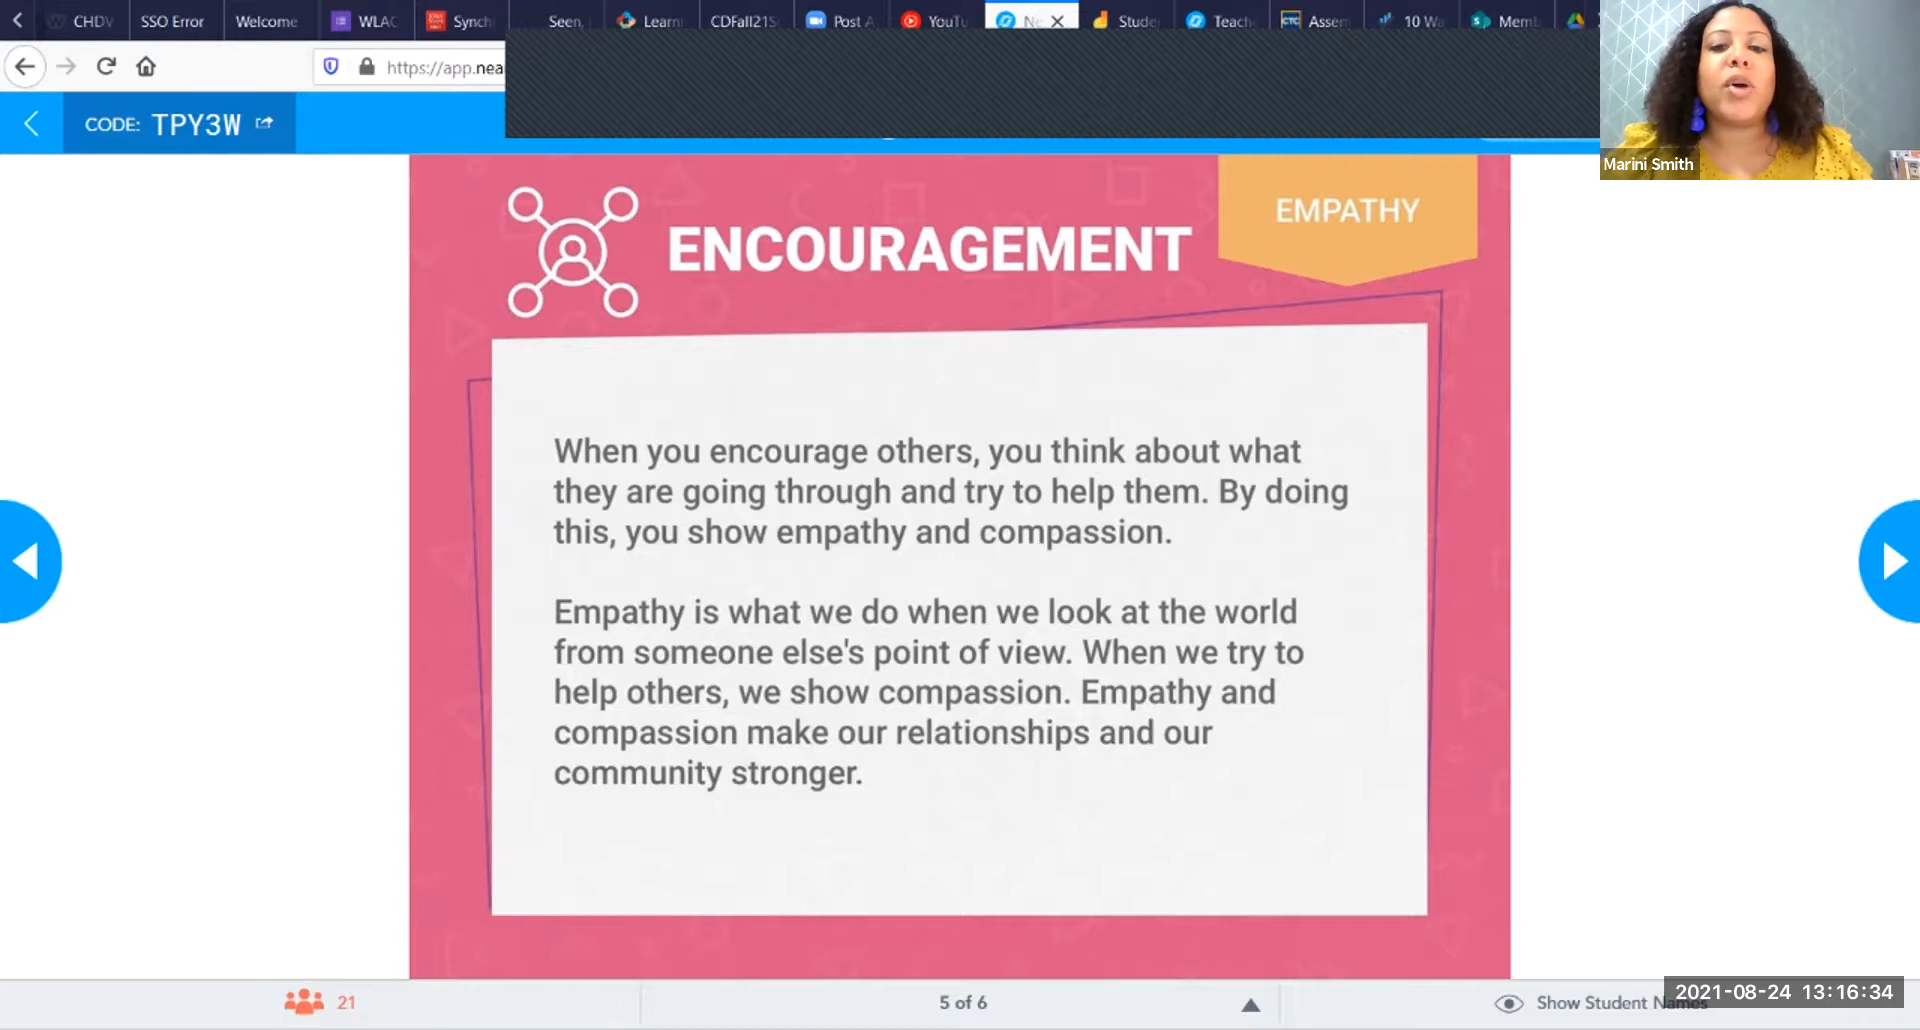 CHDV
SSO Error
Welcome
WLAC
Synch
Seen,
Learni
CDFall21S
Post A
YouTu
Ne
Stude
Teach
CTC Assem
10 Wa
Memb
https://app.nea
CODE: TPY3W
Marini Smith
EMPATHY
ENCOURAGEMENT
When you encourage others, you think about what
they are going through and try to help them. By doing
this, you show empathy and compassion.
Empathy is what we do when we look at the world
from someone else's point of view. When we try to
help others, we show compassion. Empathy and
compassion make our relationships and our
community stronger.
21
5 of 6
Show Student Names
2021-08-24 13:16:34